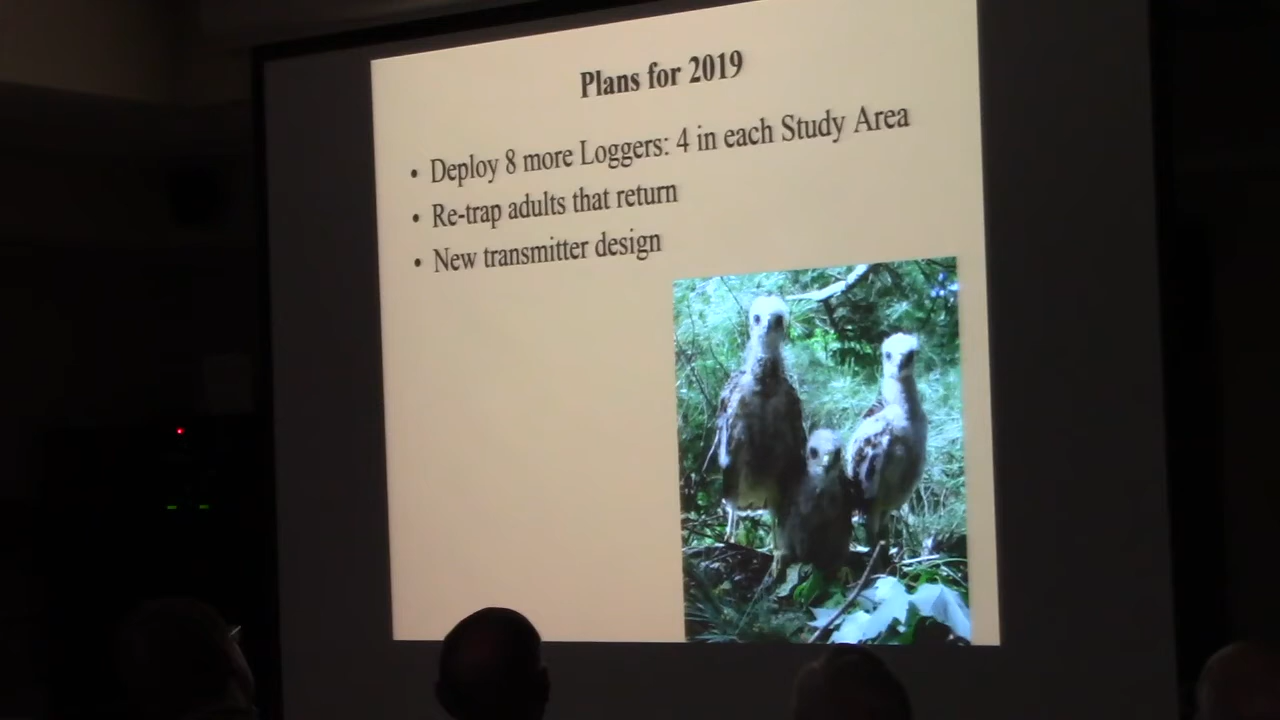 Plans for 2019
• Deploy 8 more Loggers: 4 in each Study Area
• Re-trap adults that return
• New transmitter design